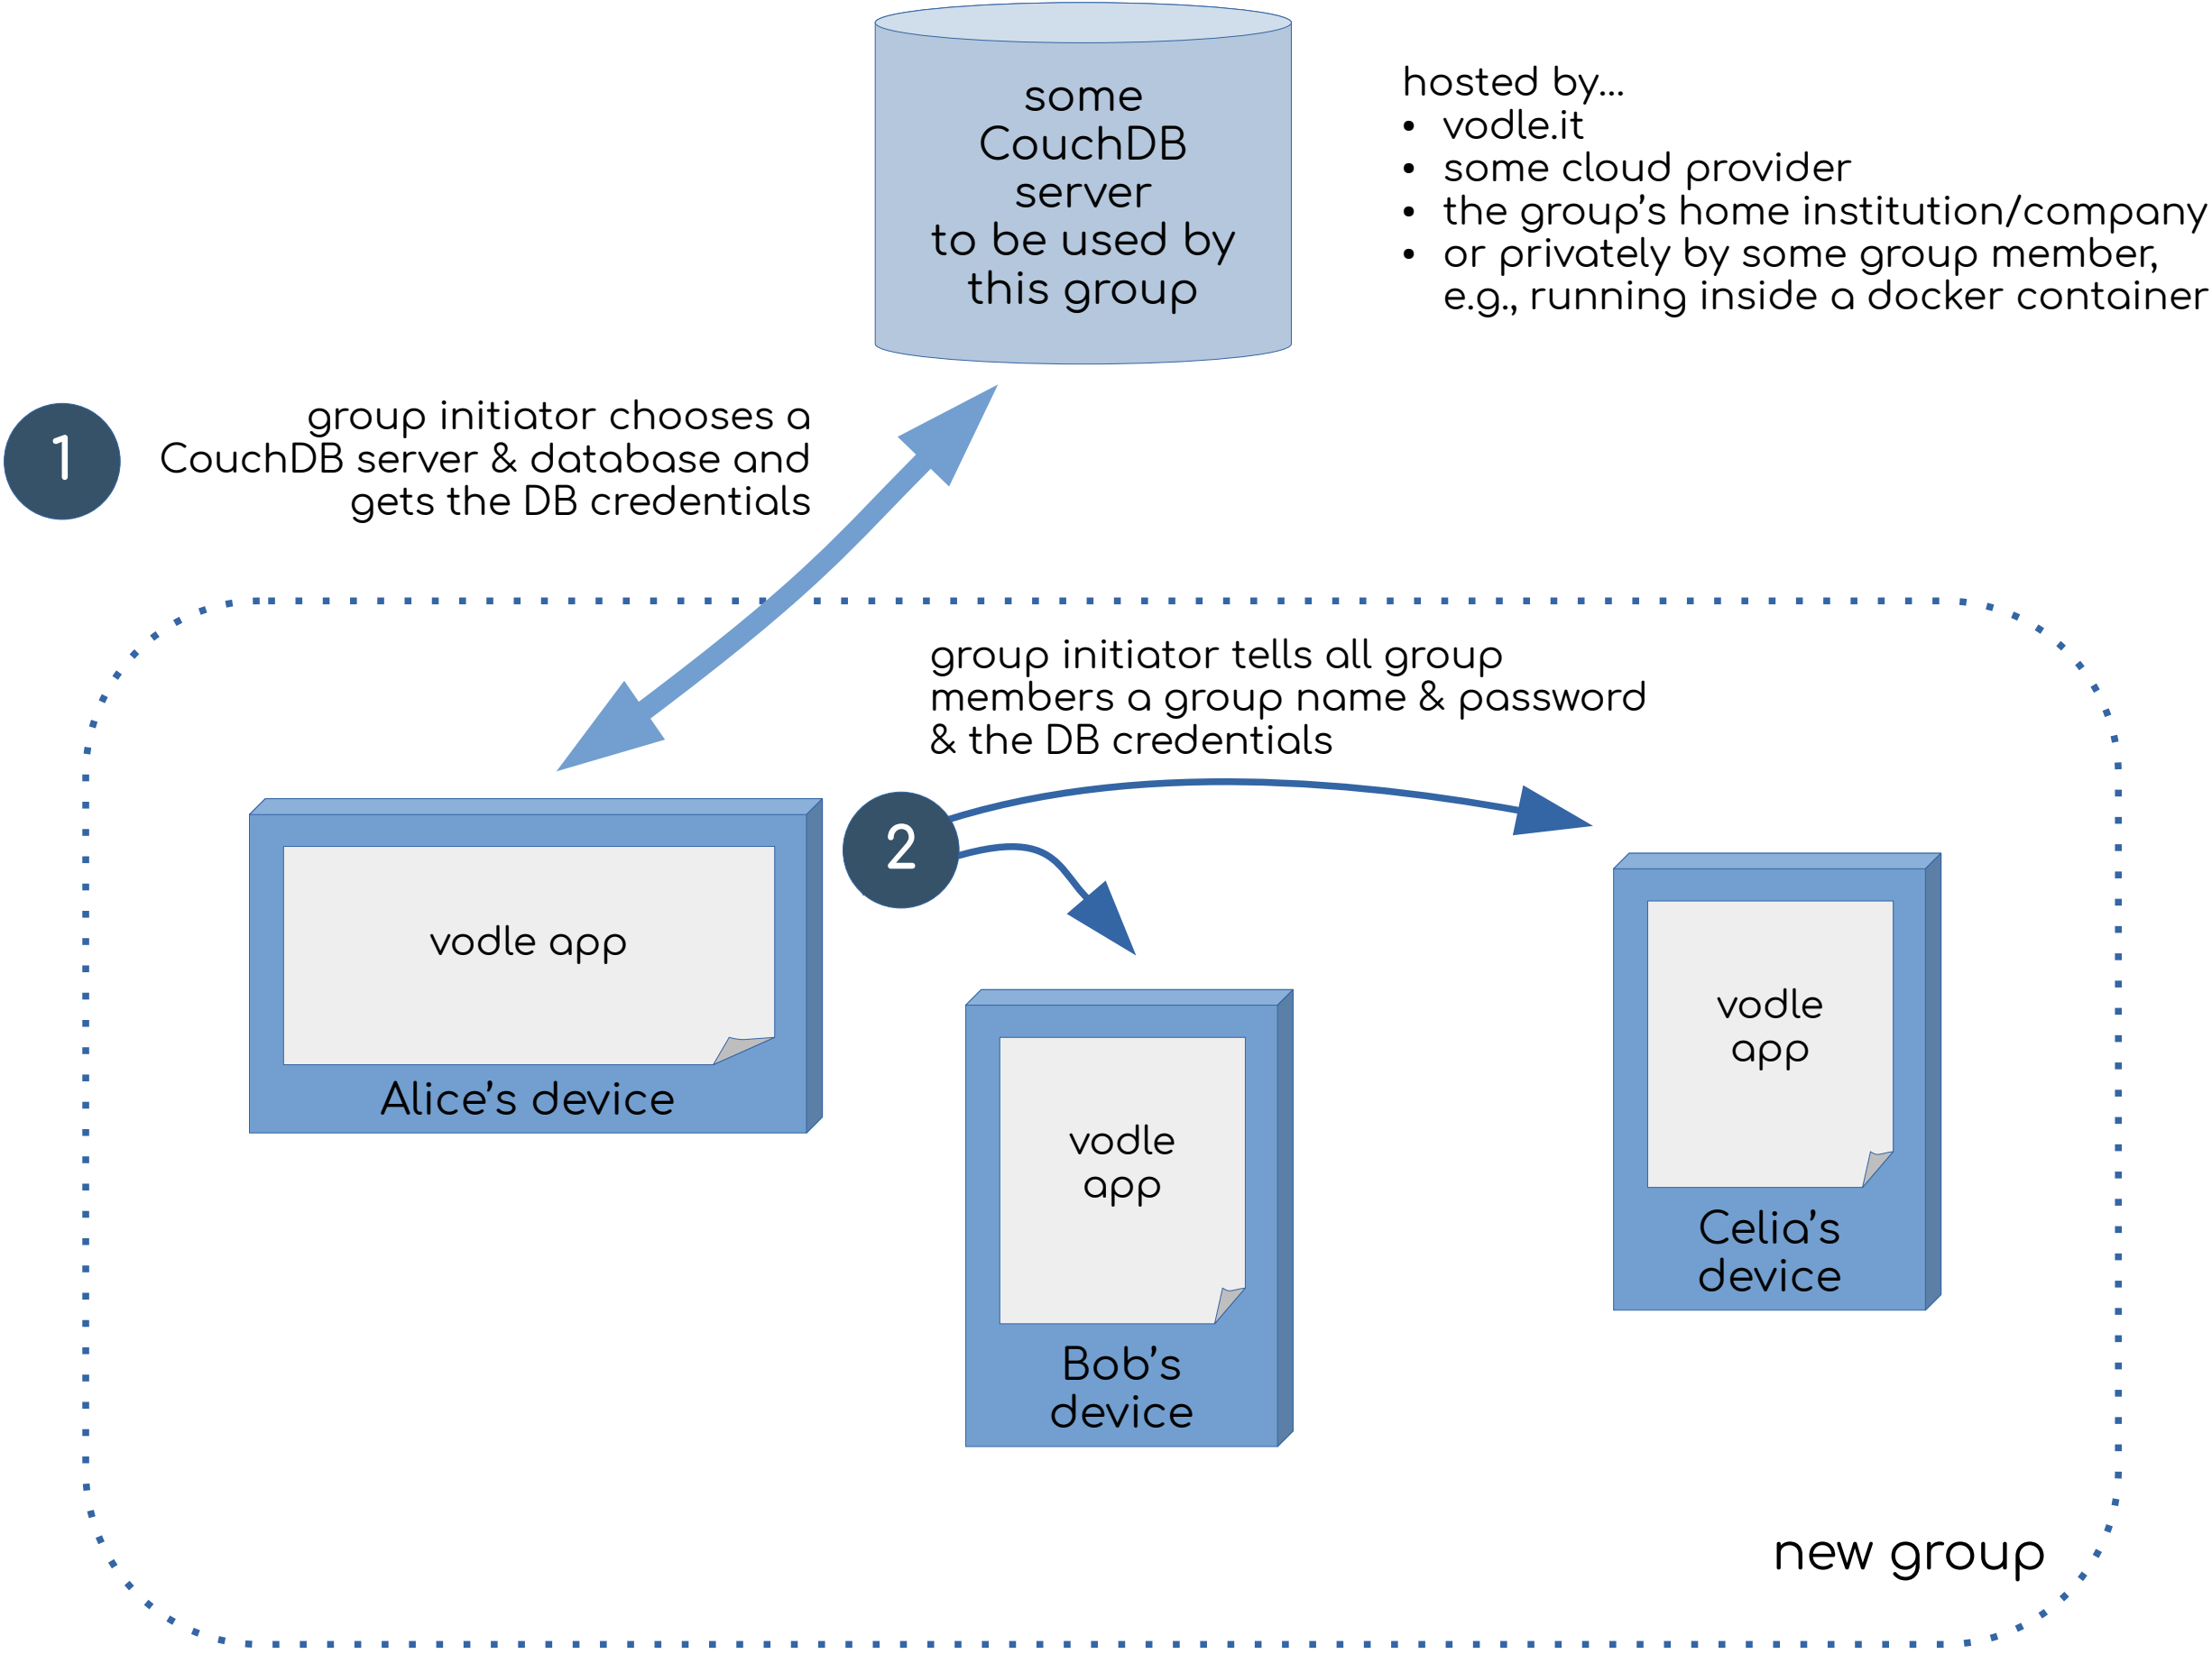 some
CouchDB
server
to be used by
this group
hosted by...
• vodle.it
• some cloud provider
• the group’s home institution/company
• or privately by some group member,
e.g., running inside a docker container
1
group initiator chooses a
CouchDB server & database and
gets the DB credentials
group initiator tells all group
members a group name & password
& the DB credentials
2
vodle app
Alice’s device
vodle
app
Bob’s
device
vodle
app
Celia’s
device
new group